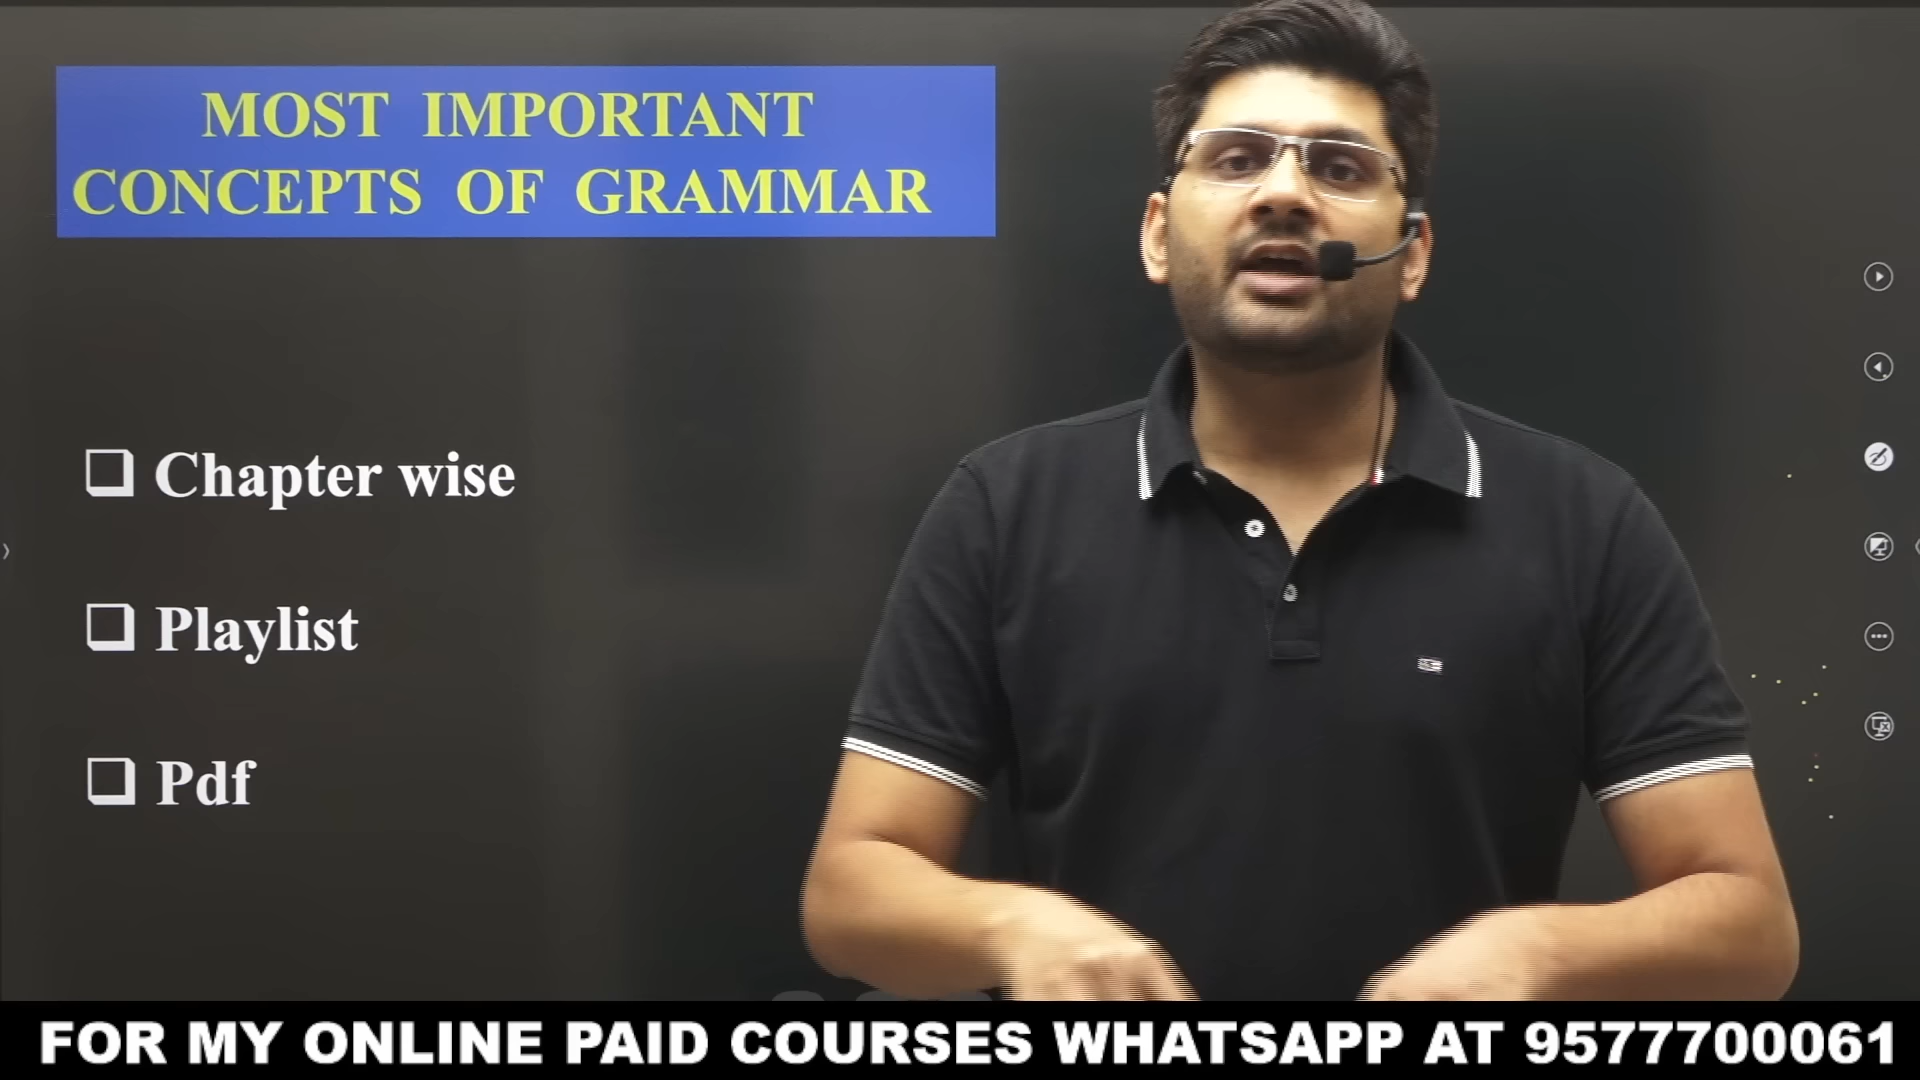 MOST IMPORTANT
CONCEPTS OF GRAMMAR
Chapter wise
Playlist
Pdf
FOR MY ONLINE PAID COURSES WHATSAPP AT 9577700061